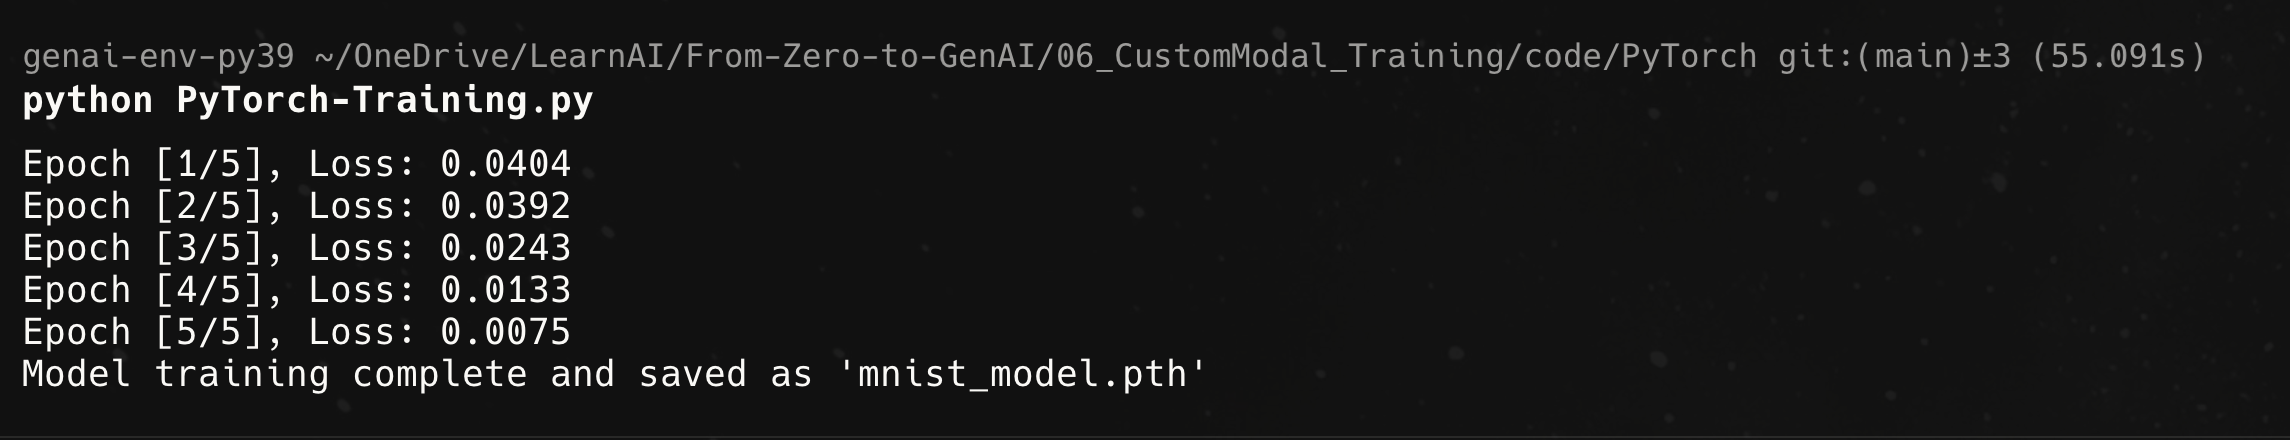 genai-env-py39 ~/OneDrive/LearnAI/From-Zero-to-GenAI/06_CustomModal_Training/code/PyTorch git:(main)±3 (55.091s)
python PyTorch-Training.py
Epoch [1/5], Loss: 0.0404
Epoch [2/5], Loss: 0.0392
Epoch [3/5], Loss: 0.0243
Epoch [4/5], Loss: 0.0133
Epoch [5/5], Loss: 0.0075
Model training complete and saved as 'mnist_model.pth'